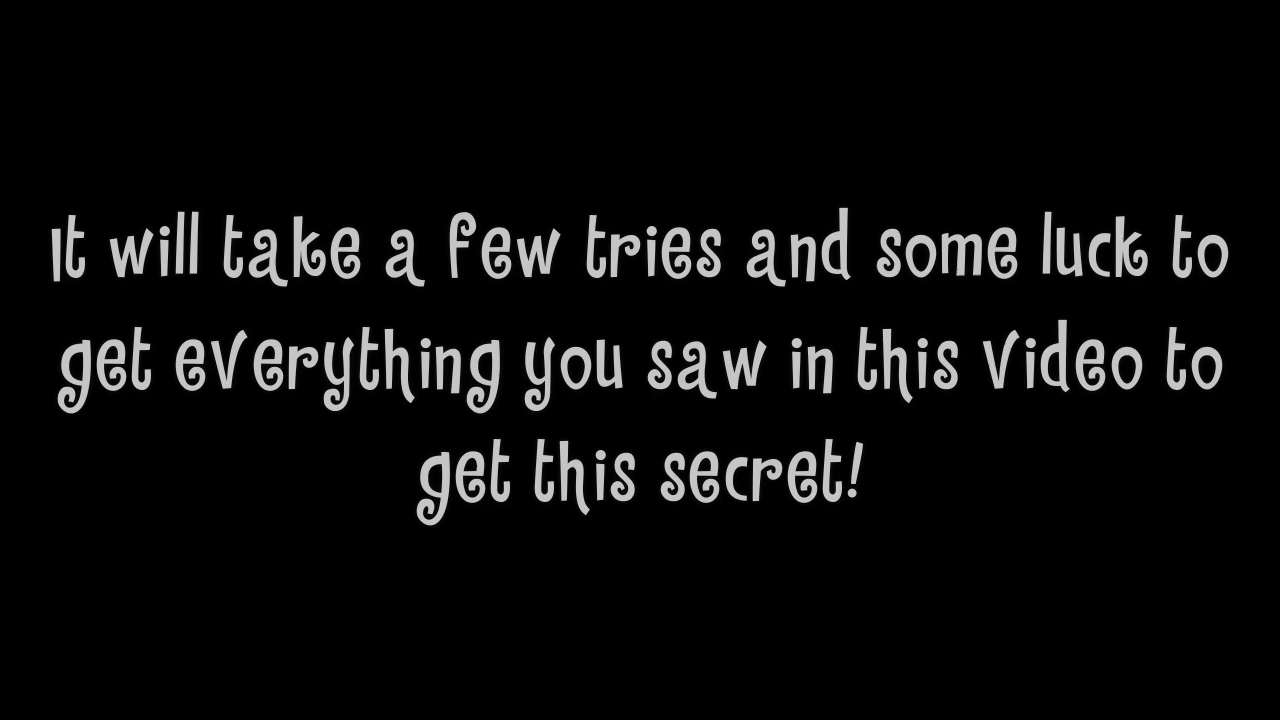 It will take a few tries and some luck to
get everything you saw in this video to
get this secret!